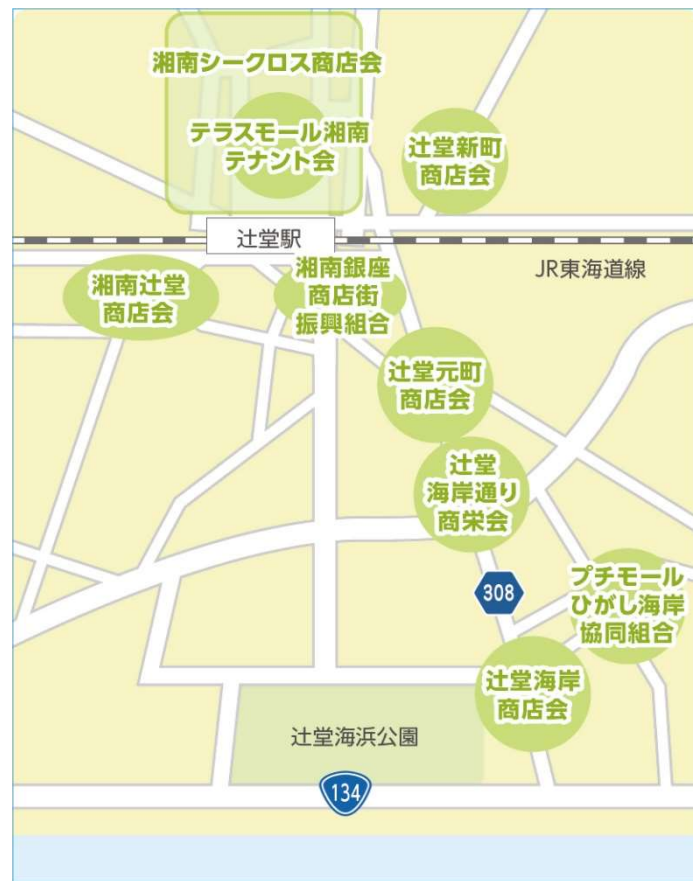 湘南シークロス商店会
テラスモール湘南
テナント会
辻堂新町
商店会
辻堂駅
JR東海道線
湘南辻堂
商店会
湘南銀座
商店街
振興組合
辻堂元町
商店会
辻堂
海岸通り
商栄会
308
プチモール
ひがし海岸
協同組合
辻堂海岸
商店会
辻堂海浜公園
134